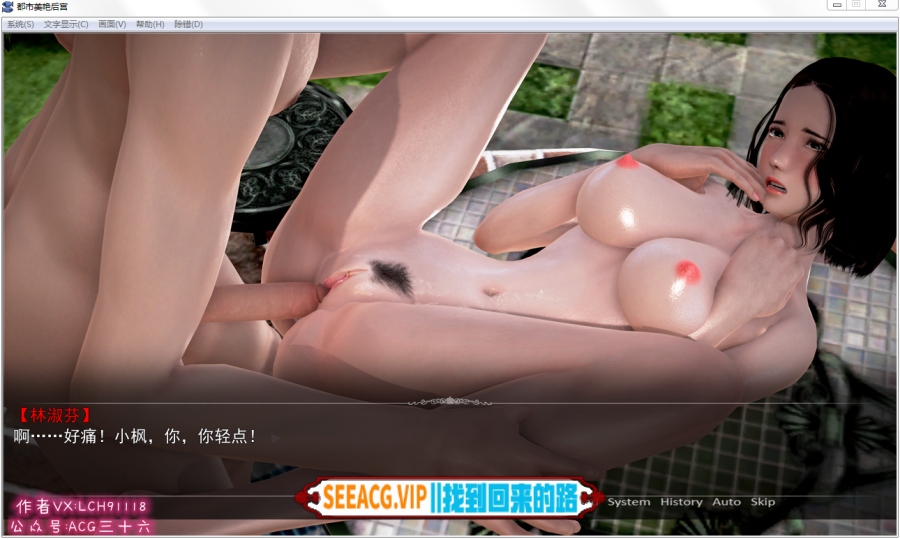 都市美艳后宫
系统(S) 文字显示(C) 画面(V) 帮助(H) 除错(D)
【林淑芬】
啊……好痛！小枫，你，你轻点！
SEEACG.VIP||找到回来的路
System History Auto Skip
作者VX:LCH91118
公众号:ACG三十六